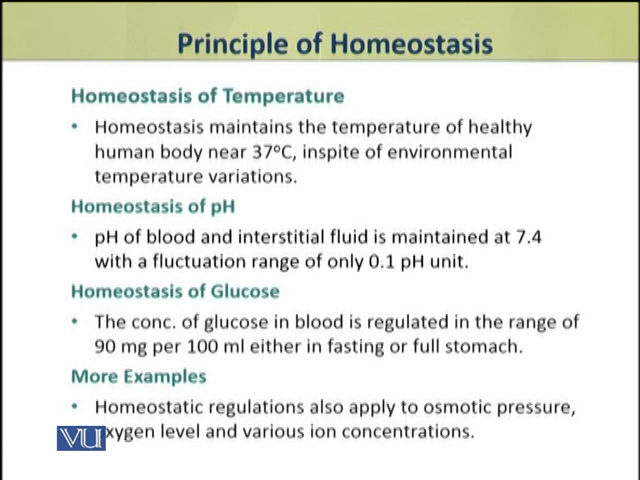 Principle of Homeostasis
Homeostasis of Temperature
• Homeostasis maintains the temperature of healthy
human body near 37ºC, inspite of environmental
temperature variations.
Homeostasis of pH
• pH of blood and interstitial fluid is maintained at 7.4
with a fluctuation range of only 0.1 pH unit.
Homeostasis of Glucose
• The conc. of glucose in blood is regulated in the range of
90 mg per 100 ml either in fasting or full stomach.
More Examples
• Homeostatic regulations also apply to osmotic pressure,
xygen level and various ion concentrations.
VU